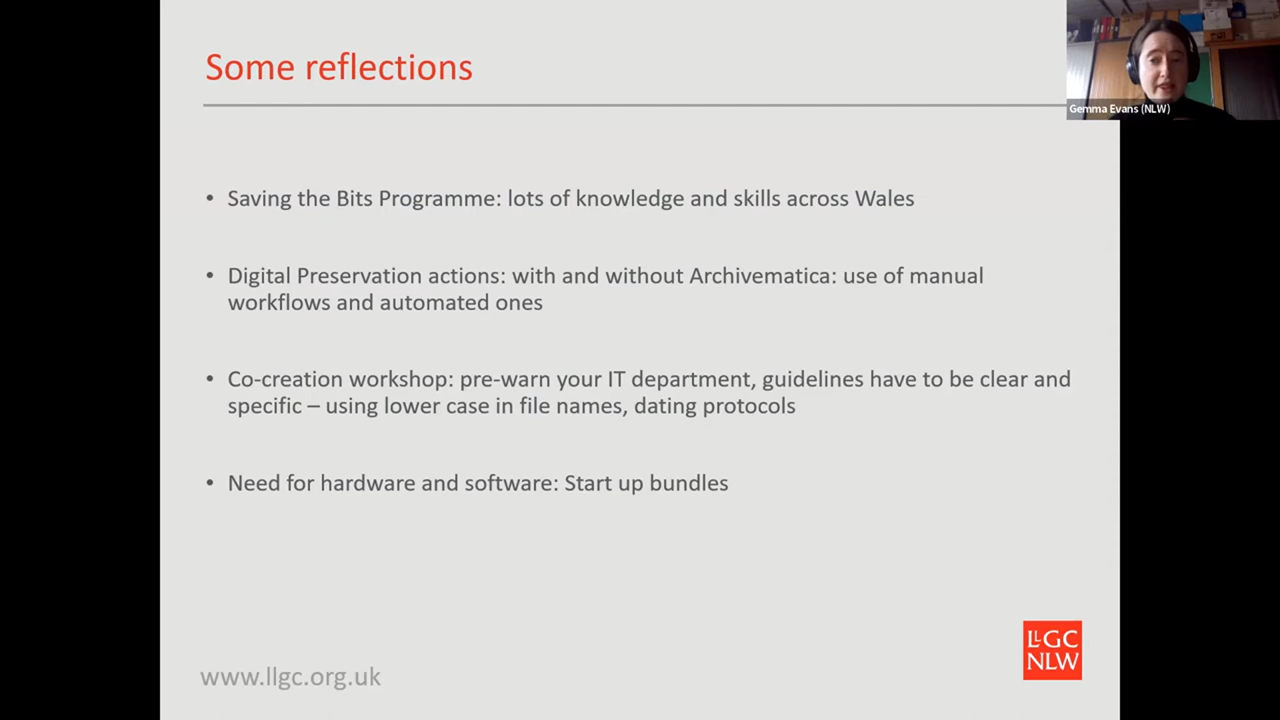 Some reflections
Gemma Evans (NLW)
• Saving the Bits Programme: lots of knowledge and skills across Wales
• Digital Preservation actions: with and without Archivematica: use of manual
workflows and automated ones
• Co-creation workshop: pre-warn your IT department, guidelines have to be clear and
specific – using lower case in file names, dating protocols
• Need for hardware and software: Start up bundles
LLGC
NLW
www.llgc.org.uk